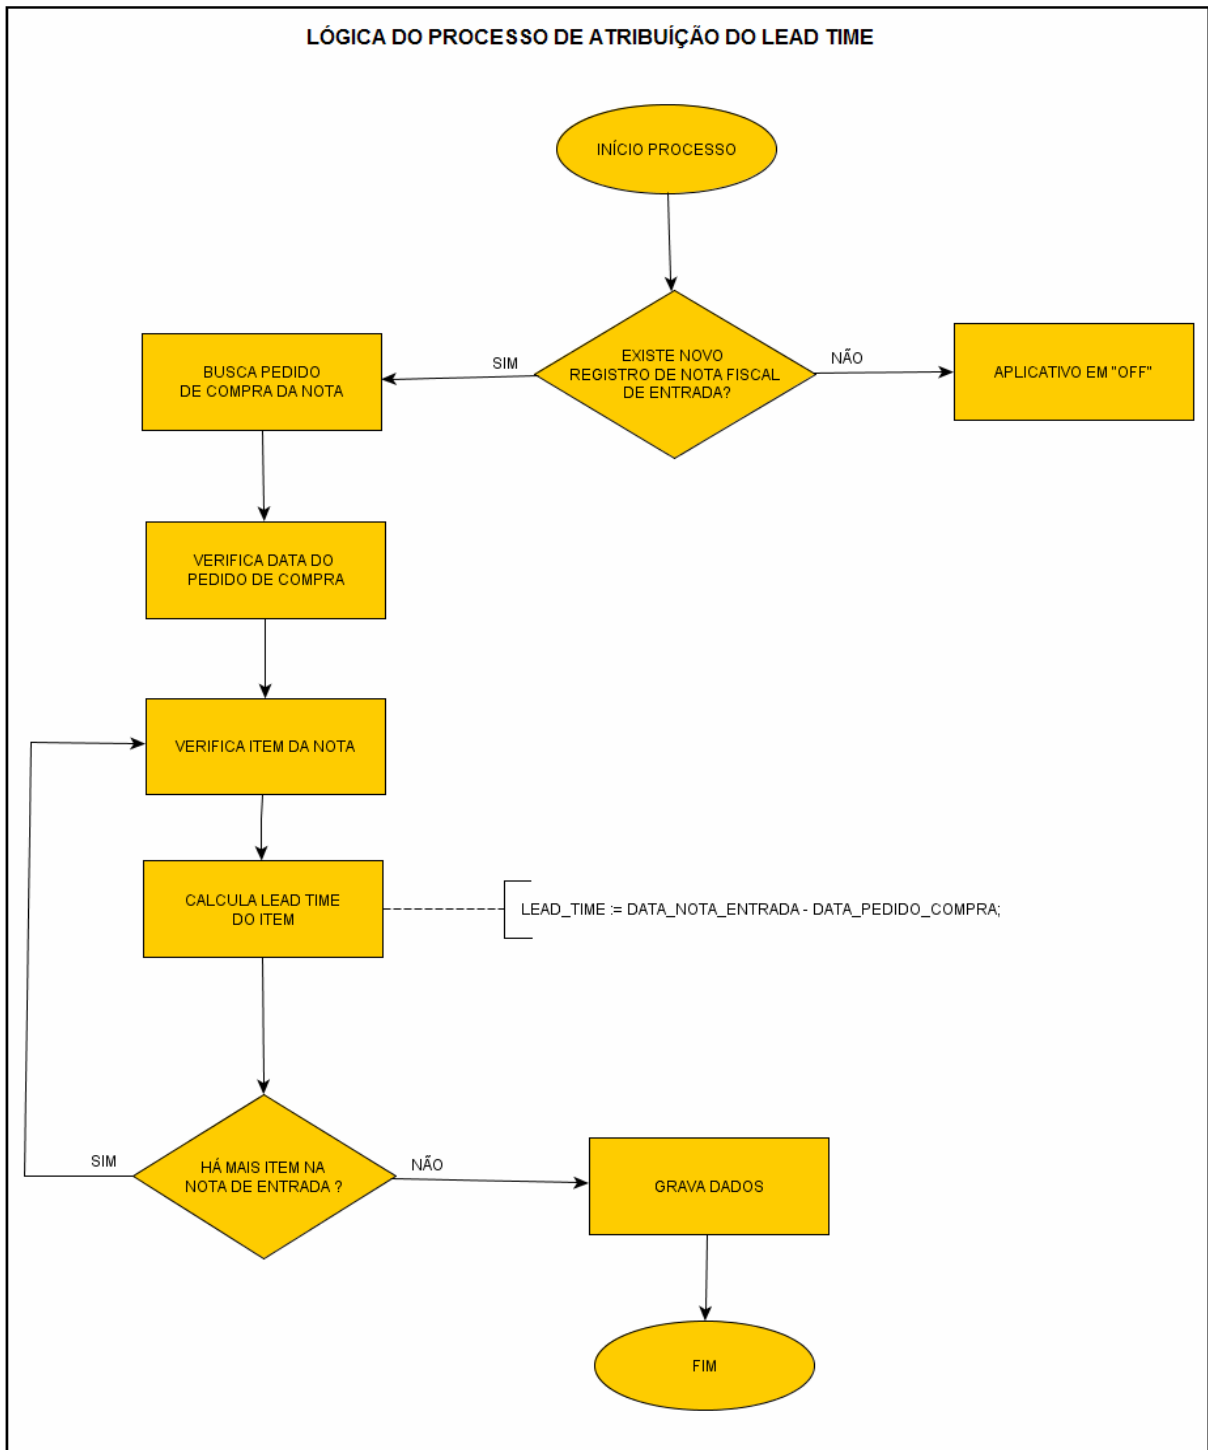 LÓGICA DO PROCESSO DE ATRIBUÍÇÃO DO LEAD TIME
INÍCIO PROCESSO
EXISTE NOVO
REGISTRO DE NOTA FISCAL
DE ENTRADA?
SIM
NÃO
BUSCA PEDIDO
DE COMPRA DA NOTA
APLICATIVO EM "OFF"
VERIFICA DATA DO
PEDIDO DE COMPRA
VERIFICA ITEM DA NOTA
CALCULA LEAD TIME
DO ITEM
LEAD_TIME := DATA_NOTA_ENTRADA - DATA_PEDIDO_COMPRA;
HÁ MAIS ITEM NA
NOTA DE ENTRADA ?
SIM
NÃO
GRAVA DADOS
FIM